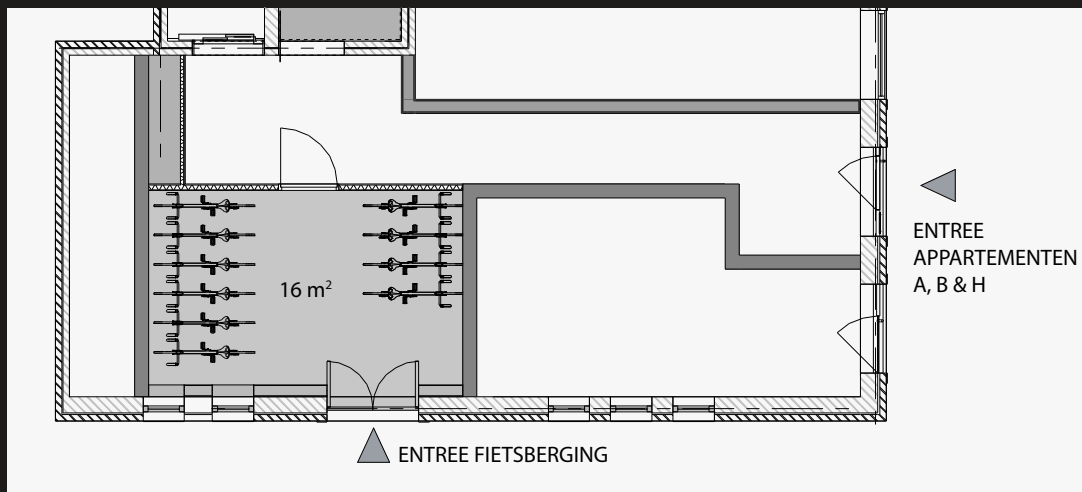 16 m²
ENTREE
APPARTEMENTEN
A, B & H
ENTREE FIETSBERGING